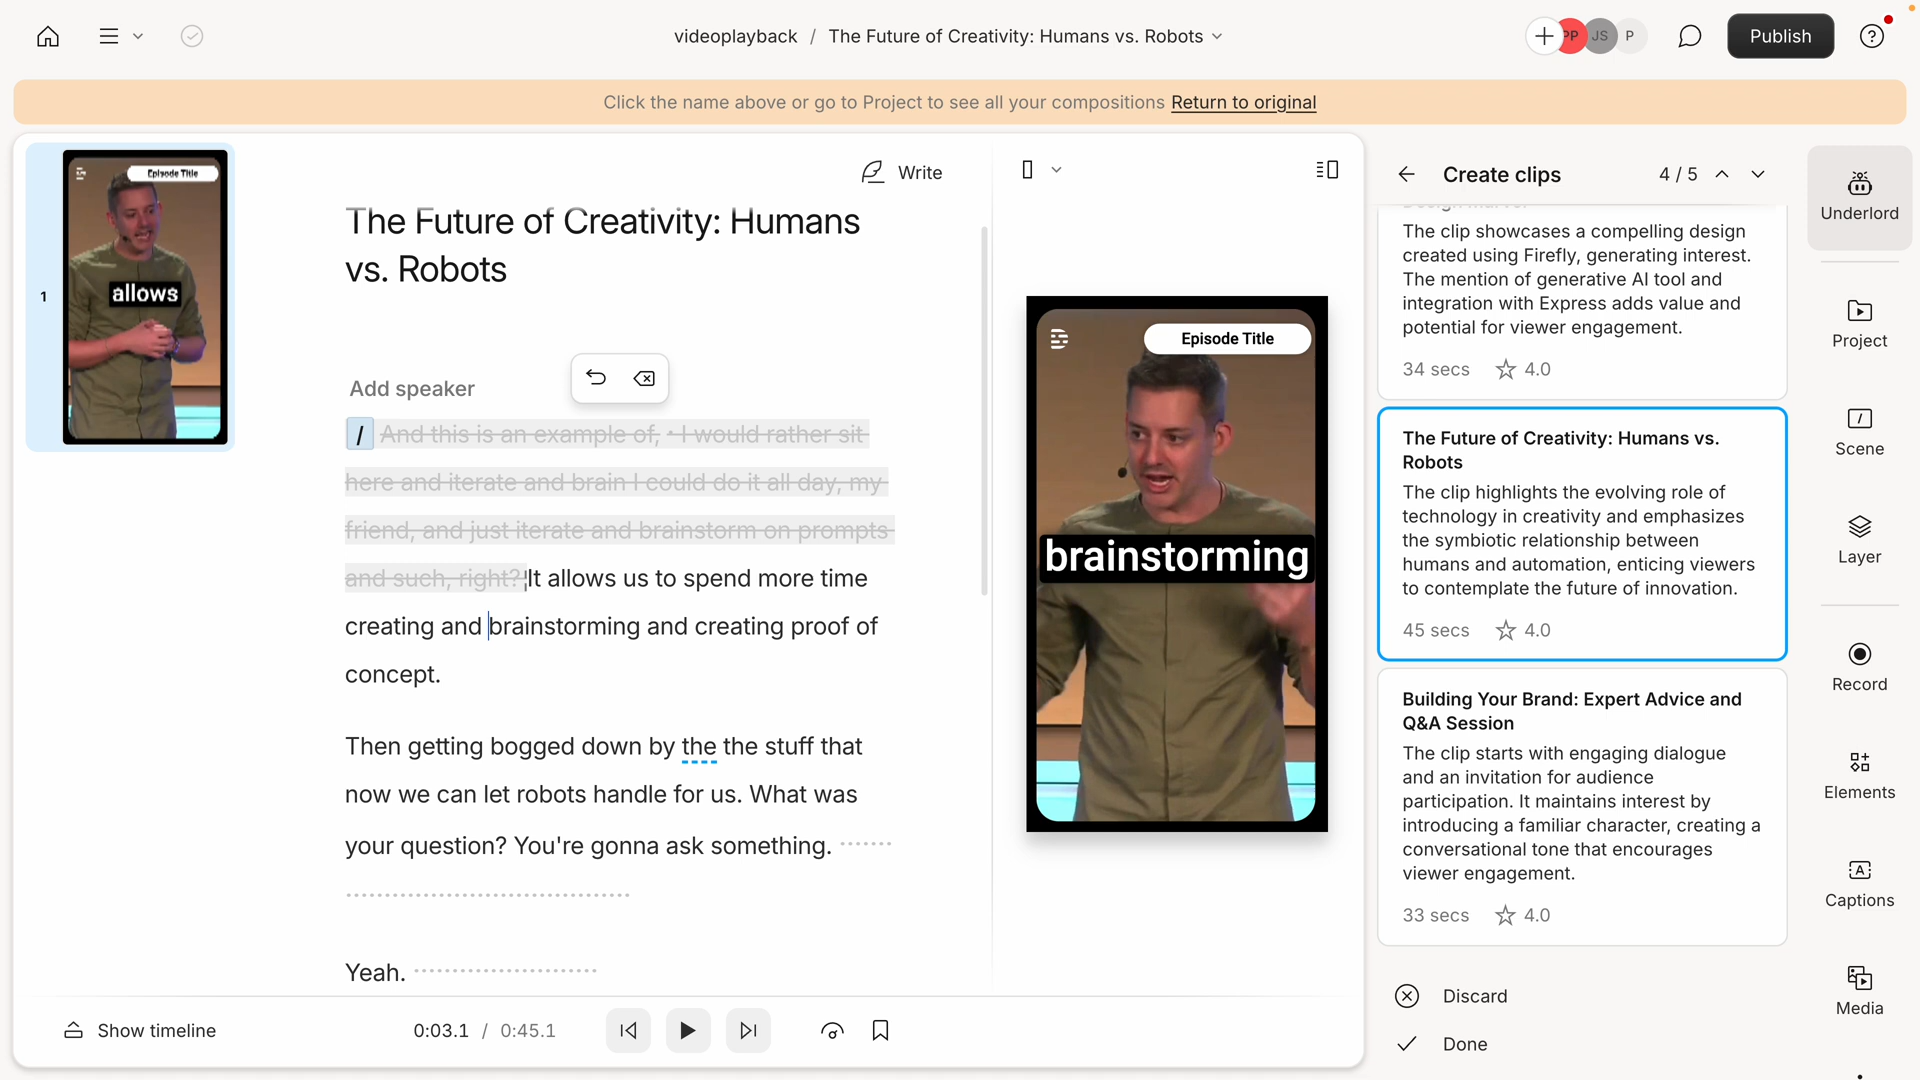 videoplayback / The Future of Creativity: Humans vs. Robots
PP JS P
Publish
Click the name above or go to Project to see all your compositions Return to original
1
Episode Title
allows
Write
The Future of Creativity: Humans
vs. Robots
Add speaker
/ And this is an example of, · I would rather sit
here and iterate and brain I could do it all day, my
friend, and just iterate and brainstorm on prompts
and such, right? It allows us to spend more time
creating and brainstorming and creating proof of
concept.
Then getting bogged down by the the stuff that
now we can let robots handle for us. What was
your question? You're gonna ask something.
Yeah.
Show timeline
0:03.1 / 0:45.1
Episode Title
brainstorming
Create clips
4 / 5
The clip showcases a compelling design
created using Firefly, generating interest.
The mention of generative AI tool and
integration with Express adds value and
potential for viewer engagement.
34 secs 4.0
The Future of Creativity: Humans vs.
Robots
The clip highlights the evolving role of
technology in creativity and emphasizes
the symbiotic relationship between
humans and automation, enticing viewers
to contemplate the future of innovation.
45 secs 4.0
Building Your Brand: Expert Advice and
Q&A Session
The clip starts with engaging dialogue
and an invitation for audience
participation. It maintains interest by
introducing a familiar character, creating a
conversational tone that encourages
viewer engagement.
33 secs 4.0
Discard
Done
Underlord
Project
Scene
Layer
Record
Elements
Captions
Media